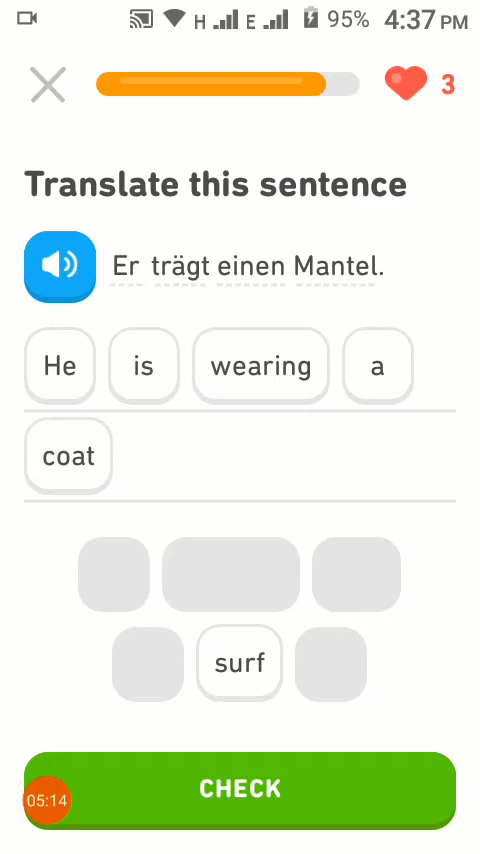 H E 95% 4:37 PM
3
Translate this sentence
Er trägt einen Mantel.
He is wearing a
coat
surf
CHECK
05:14